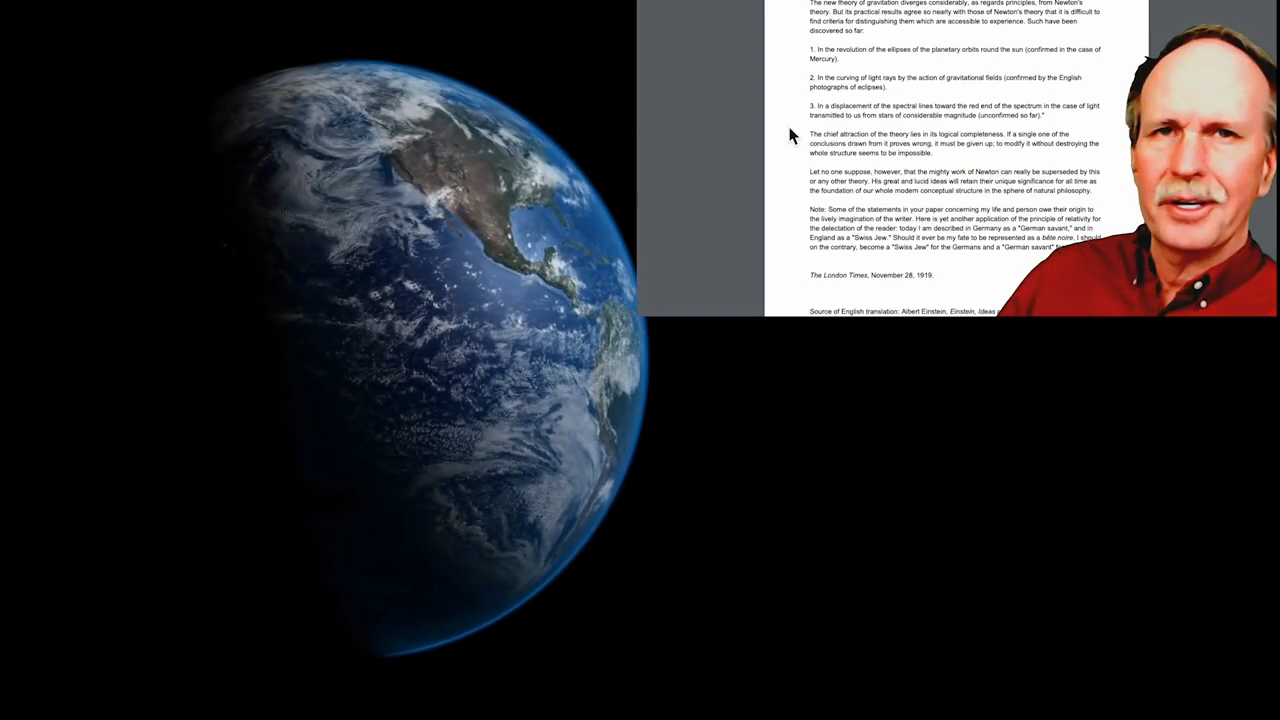 The new theory of gravitation diverges considerably, as regards principles, from Newton's
theory. But its practical results agree so nearly with those of Newton's theory that it is difficult to
find criteria for distinguishing them which are accessible to experience. Such have been
discovered so far:
1. In the revolution of the ellipses of the planetary orbits round the sun (confirmed in the case of
Mercury).
2. In the curving of light rays by the action of gravitational fields (confirmed by the English
photographs of eclipses).
3. In a displacement of the spectral lines toward the red end of the spectrum in the case of light
transmitted to us from stars of considerable magnitude (unconfirmed so far)."
The chief attraction of the theory lies in its logical completeness. If a single one of the
conclusions drawn from it proves wrong, it must be given up; to modify it without destroying the
whole structure seems to be impossible.
Let no one suppose, however, that the mighty work of Newton can really be superseded by this
or any other theory. His great and lucid ideas will retain their unique significance for all time as
the foundation of our whole modern conceptual structure in the sphere of natural philosophy.
Note: Some of the statements in your paper concerning my life and person owe their origin to
the lively imagination of the writer. Here is yet another application of the principle of relativity for
the delectation of the reader: today I am described in Germany as a "German savant," and in
England as a "Swiss Jew." Should it ever be my fate to be represented as a bête noire, I should
on the contrary, become a "Swiss Jew" for the Germans and a "German savant"
The London Times, November 28, 1919.
Source of English translation: Albert Einstein, Einstein, Ideas